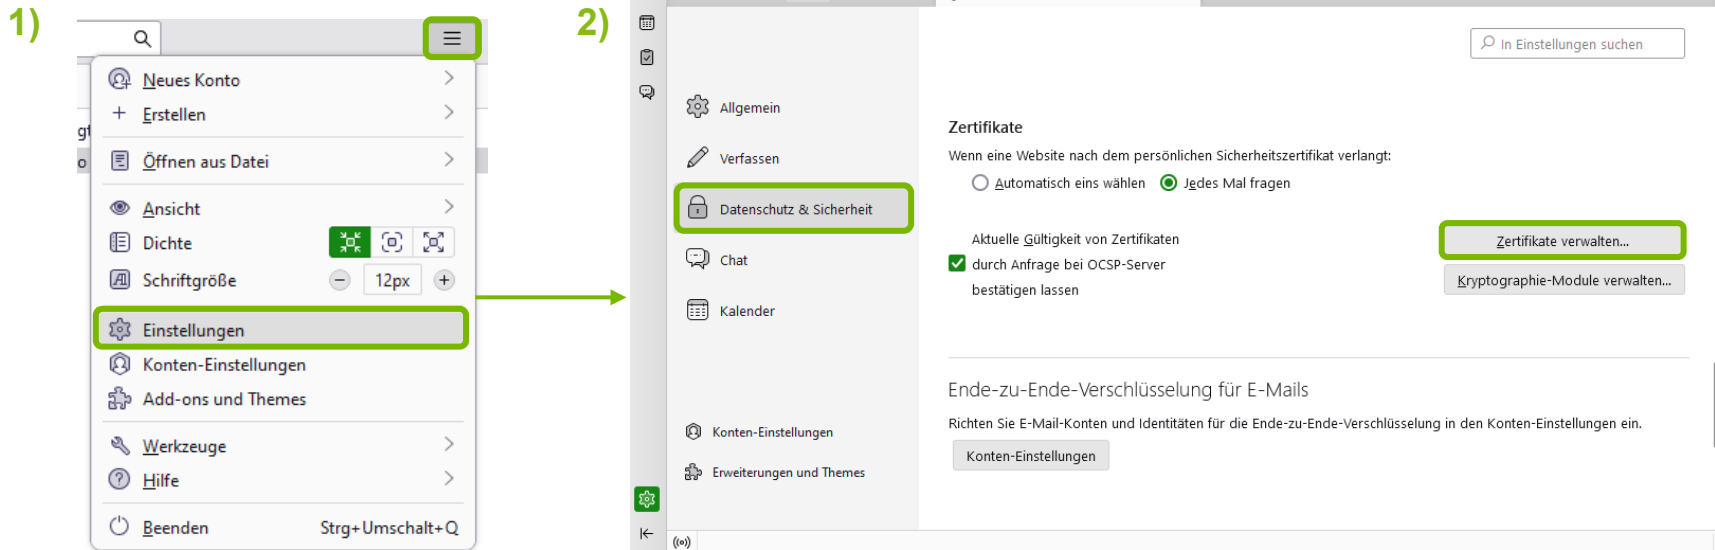 1)
Neues Konto
Erstellen
Öffnen aus Datei
Ansicht
Dichte
Schriftgröße
12px
Einstellungen
Konten-Einstellungen
Add-ons und Themes
Werkzeuge
Hilfe
Beenden Strg+Umschalt+Q
2)
In Einstellungen suchen
Allgemein
Verfassen
Datenschutz & Sicherheit
Chat
Kalender
Konten-Einstellungen
Erweiterungen und Themes
Zertifikate
Wenn eine Website nach dem persönlichen Sicherheitszertifikat verlangt:
Automatisch eins wählen Jedes Mal fragen
Aktuelle Gültigkeit von Zertifikaten
durch Anfrage bei OCSP-Server
bestätigen lassen
Zertifikate verwalten...
Kryptographie-Module verwalten...
Ende-zu-Ende-Verschlüsselung für E-Mails
Richten Sie E-Mail-Konten und Identitäten für die Ende-zu-Ende-Verschlüsselung in den Konten-Einstellungen ein.
Konten-Einstellungen